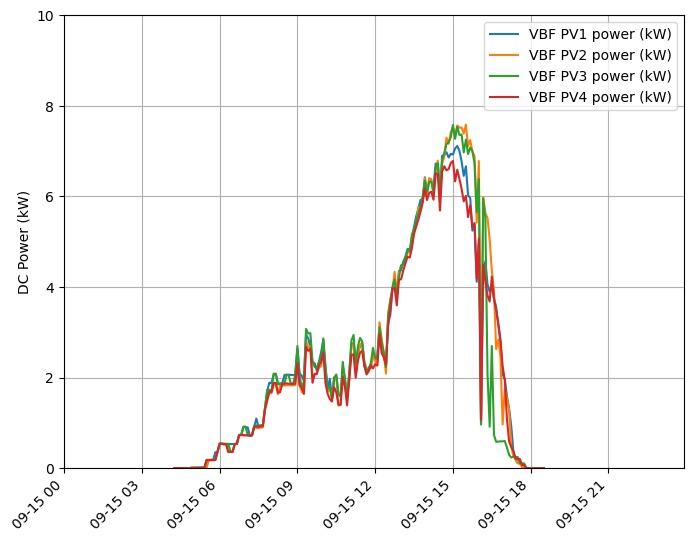 10
8
6
4
2
0
DC Power (kW)
VBF PV1 power (kW)
VBF PV2 power (kW)
VBF PV3 power (kW)
VBF PV4 power (kW)
09-15 00
09-15 03
09-15 06
09-15 09
09-15 12
09-15 15
09-15 18
09-15 21